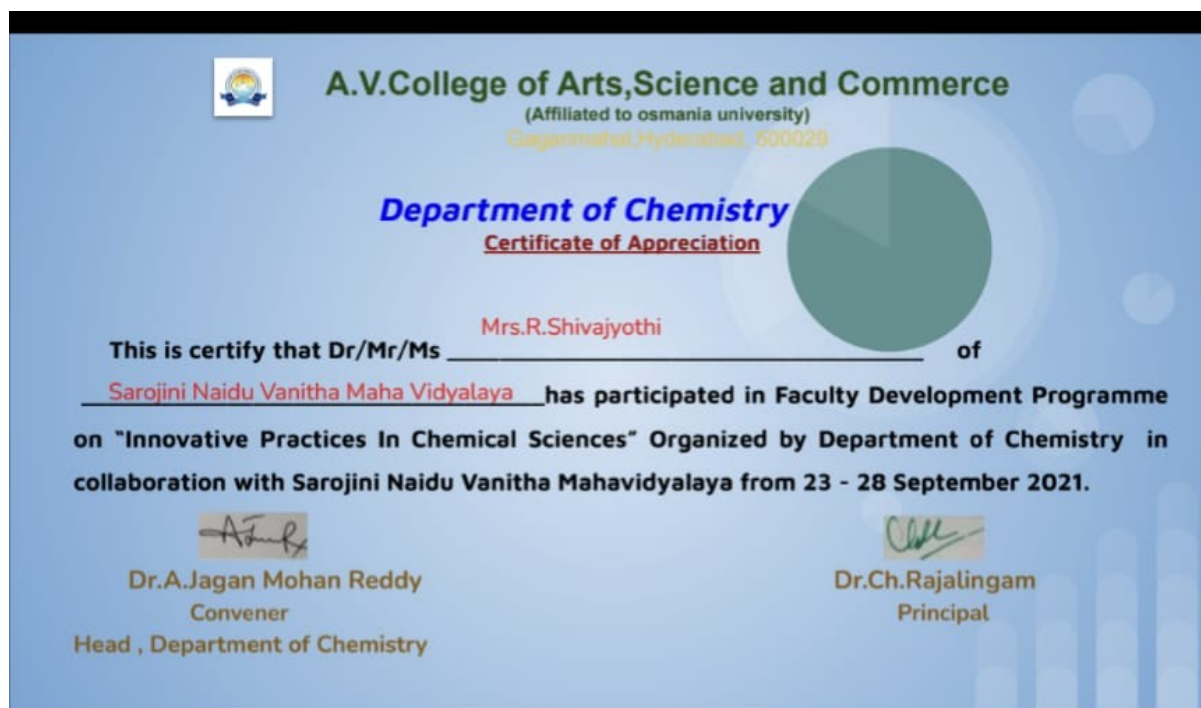 A.V.College of Arts,Science and Commerce
(Affiliated to osmania university)
Gaganmahal,Hyderabad, 500029
Department of Chemistry
Certificate of Appreciation
Mrs.R.Shivajyothi
This is certify that Dr/Mr/Ms ____________________ of
Sarojini Naidu Vanitha Maha Vidyalaya has participated in Faculty Development Programme
on “Innovative Practices In Chemical Sciences” Organized by Department of Chemistry in
collaboration with Sarojini Naidu Vanitha Mahavidyalaya from 23 - 28 September 2021.
Dr.A.Jagan Mohan Reddy
Convener
Head , Department of Chemistry
Dr.Ch.Rajalingam
Principal